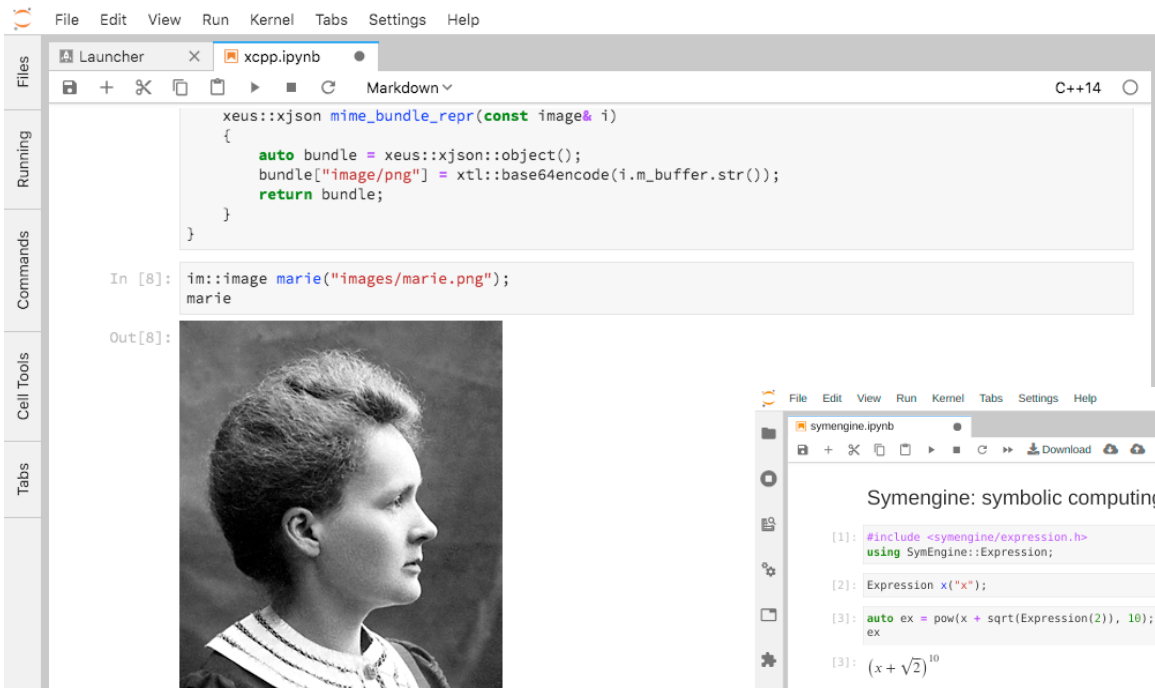 File Edit View Run Kernel Tabs Settings Help
Launcher
xcpp.ipynb
Markdown
C++14
Files
Running
Commands
Cell Tools
Tabs
xeus::xjson mime_bundle_repr(const image& i)
{
auto bundle = xeus::xjson::object();
bundle["image/png"] = xtl::base64encode(i.m_buffer.str());
return bundle;
}
}
In [8]: im::image marie("images/marie.png");
marie
Out[8]:
File Edit View Run Kernel Tabs Settings Help
symengine.ipynb
Download
Symengine: symbolic computing
[1]: #include <symengine/expression.h>
using SymEngine::Expression;
[2]: Expression x("x");
[3]: auto ex = pow(x + sqrt(Expression(2)), 10);
ex
[3]: (x + √2)^10